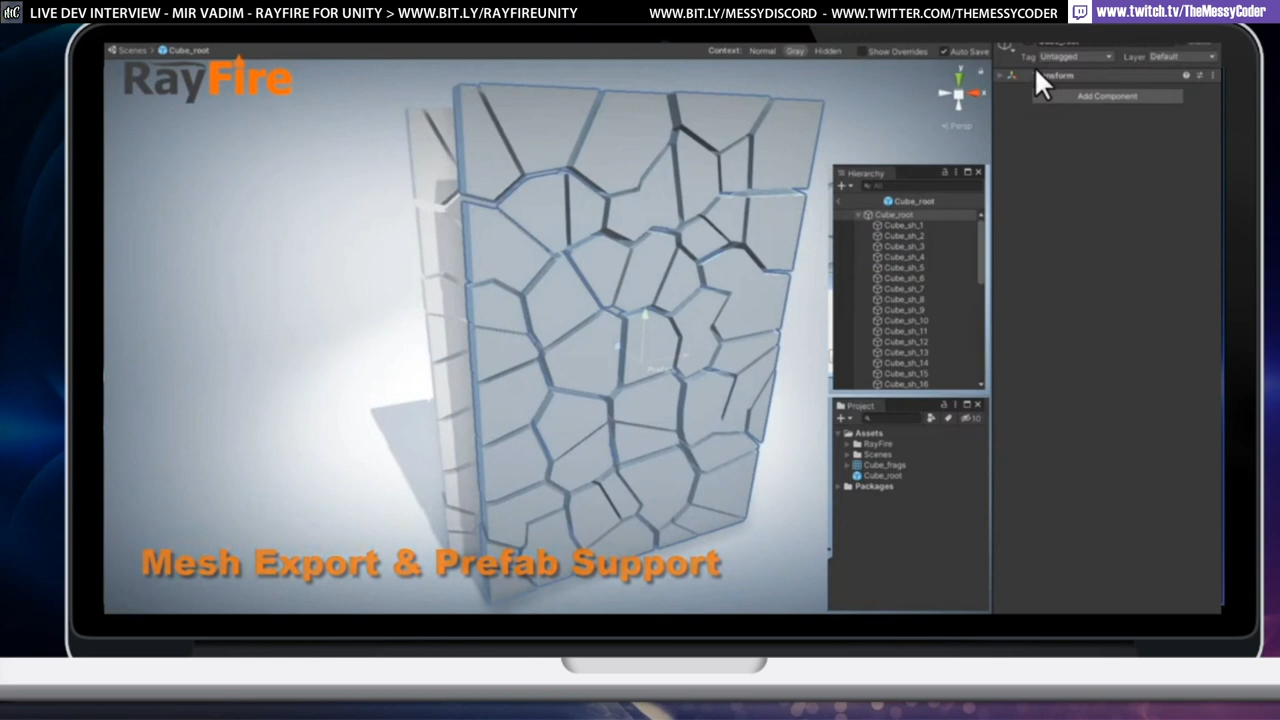 LIVE DEV INTERVIEW - MIR VADIM - RAYFIRE FOR UNITY > WWW.BIT.LY/RAYFIREUNITY
WWW.BIT.LY/MESSYDISCORD - WWW.TWITTER.COM/THEMESSYCODER
www.twitch.tv/TheMessyCoder
Scenes > Cube_root
Context: Normal Gray Hidden Show Overrides Auto Save
Tag Untagged Layer Default
Add Component
RayFire
y
x
< Persp
Hierarchy
All
Cube_root
Cube_root
Cube_sh_1
Cube_sh_2
Cube_sh_3
Cube_sh_4
Cube_sh_5
Cube_sh_6
Cube_sh_7
Cube_sh_8
Cube_sh_9
Cube_sh_10
Cube_sh_11
Cube_sh_12
Cube_sh_13
Cube_sh_14
Cube_sh_15
Cube_sh_16
Project
10
Assets
RayFire
Scenes
Cube_frags
Cube_root
Packages
Mesh Export & Prefab Support